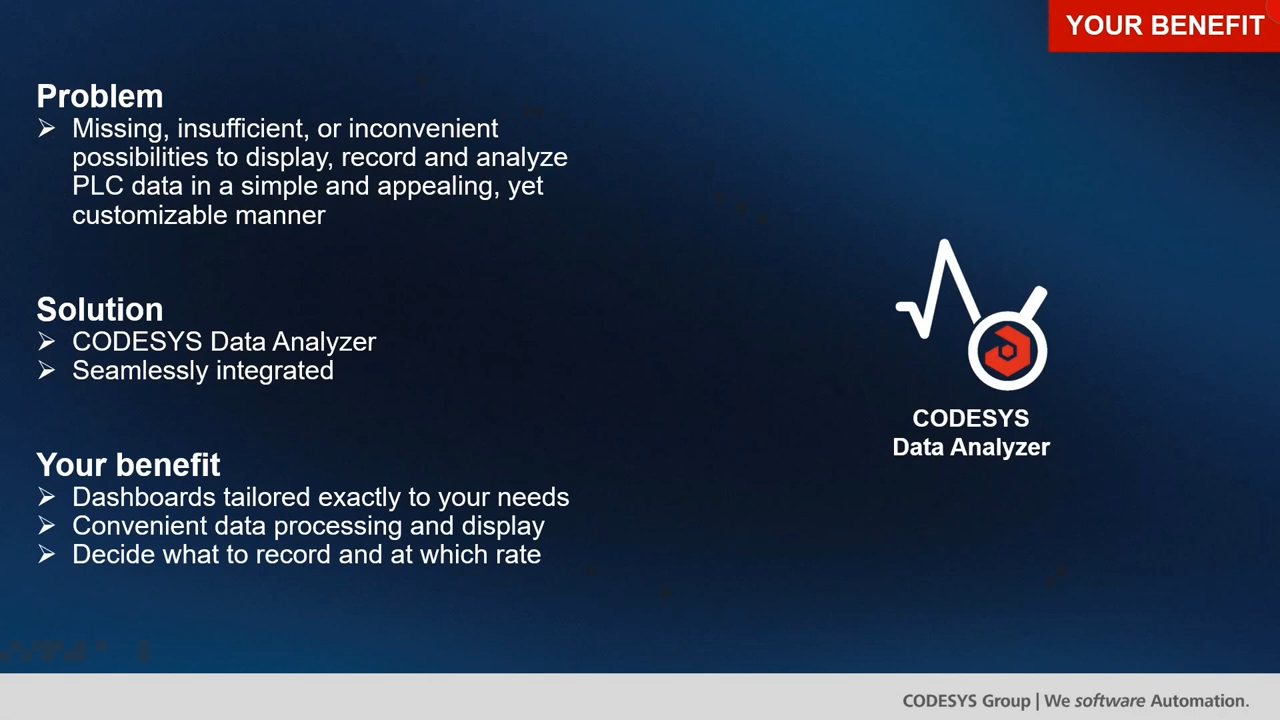 YOUR BENEFIT
Problem
➢ Missing, insufficient, or inconvenient
possibilities to display, record and analyze
PLC data in a simple and appealing, yet
customizable manner
Solution
➢ CODESYS Data Analyzer
➢ Seamlessly integrated
Your benefit
➢ Dashboards tailored exactly to your needs
➢ Convenient data processing and display
➢ Decide what to record and at which rate
CODESYS
Data Analyzer
CODESYS Group | We software Automation.